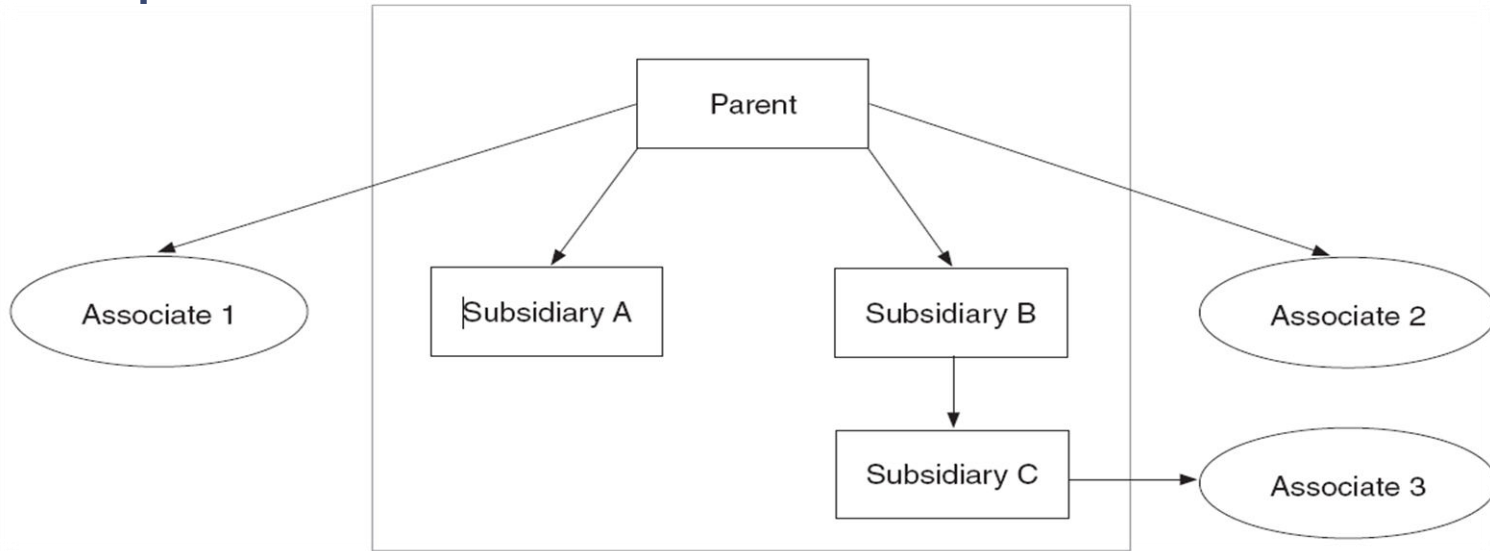 Parent
Associate 1
Subsidiary A
Subsidiary B
Associate 2
Subsidiary C
Associate 3